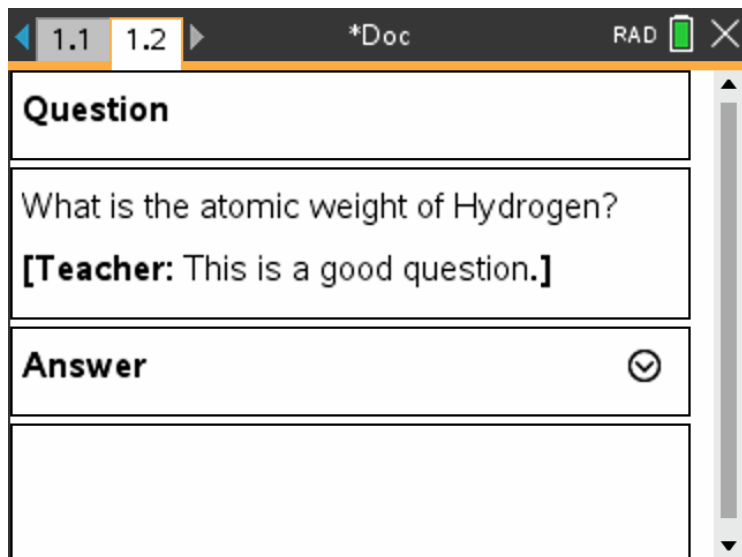 1.1 1.2 *Doc RAD
Question
What is the atomic weight of Hydrogen?
[Teacher: This is a good question.]
Answer